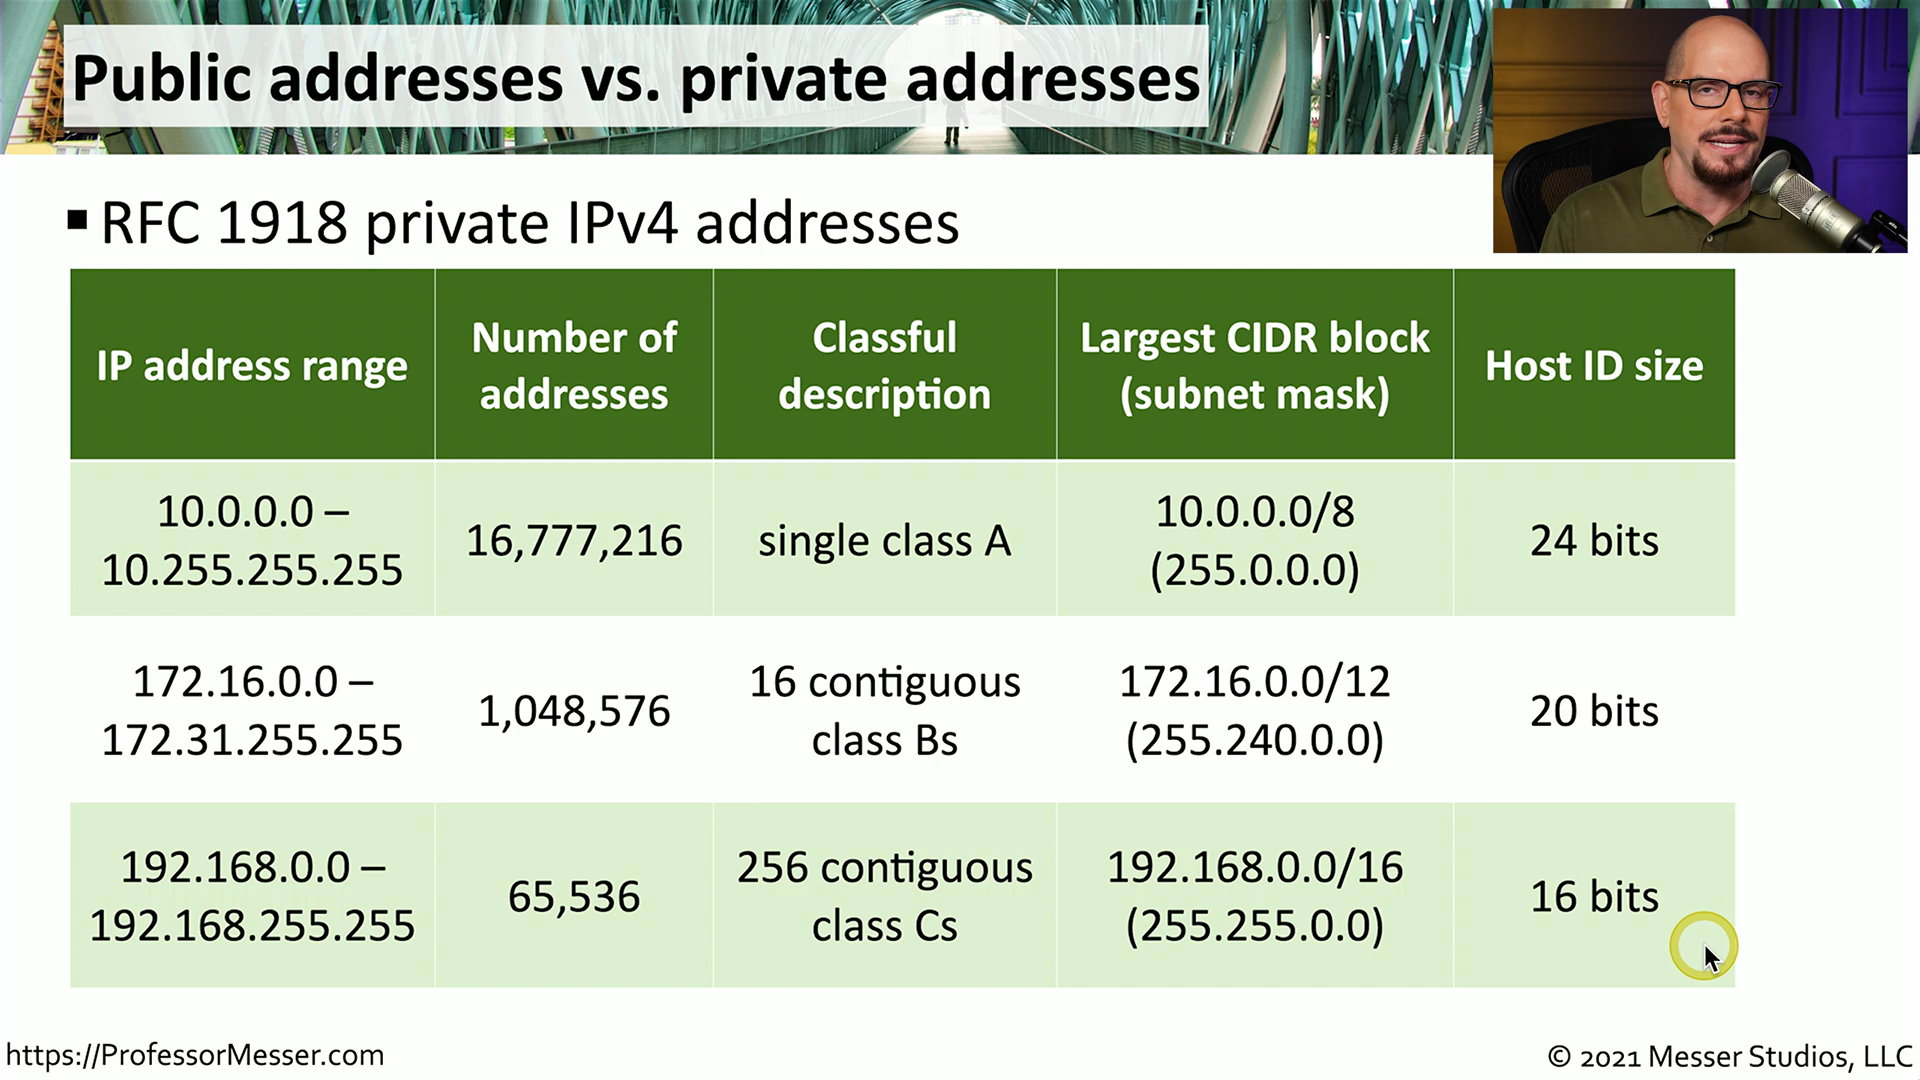 Public addresses vs. private addresses
▪ RFC 1918 private IPv4 addresses
IP address range
Number of
addresses
Classful
description
Largest CIDR block
(subnet mask)
Host ID size
10.0.0.0 –
10.255.255.255
16,777,216
single class A
10.0.0.0/8
(255.0.0.0)
24 bits
172.16.0.0 –
172.31.255.255
1,048,576
16 contiguous
class Bs
172.16.0.0/12
(255.240.0.0)
20 bits
192.168.0.0 –
192.168.255.255
65,536
256 contiguous
class Cs
192.168.0.0/16
(255.255.0.0)
16 bits
https://ProfessorMesser.com
© 2021 Messer Studios, LLC